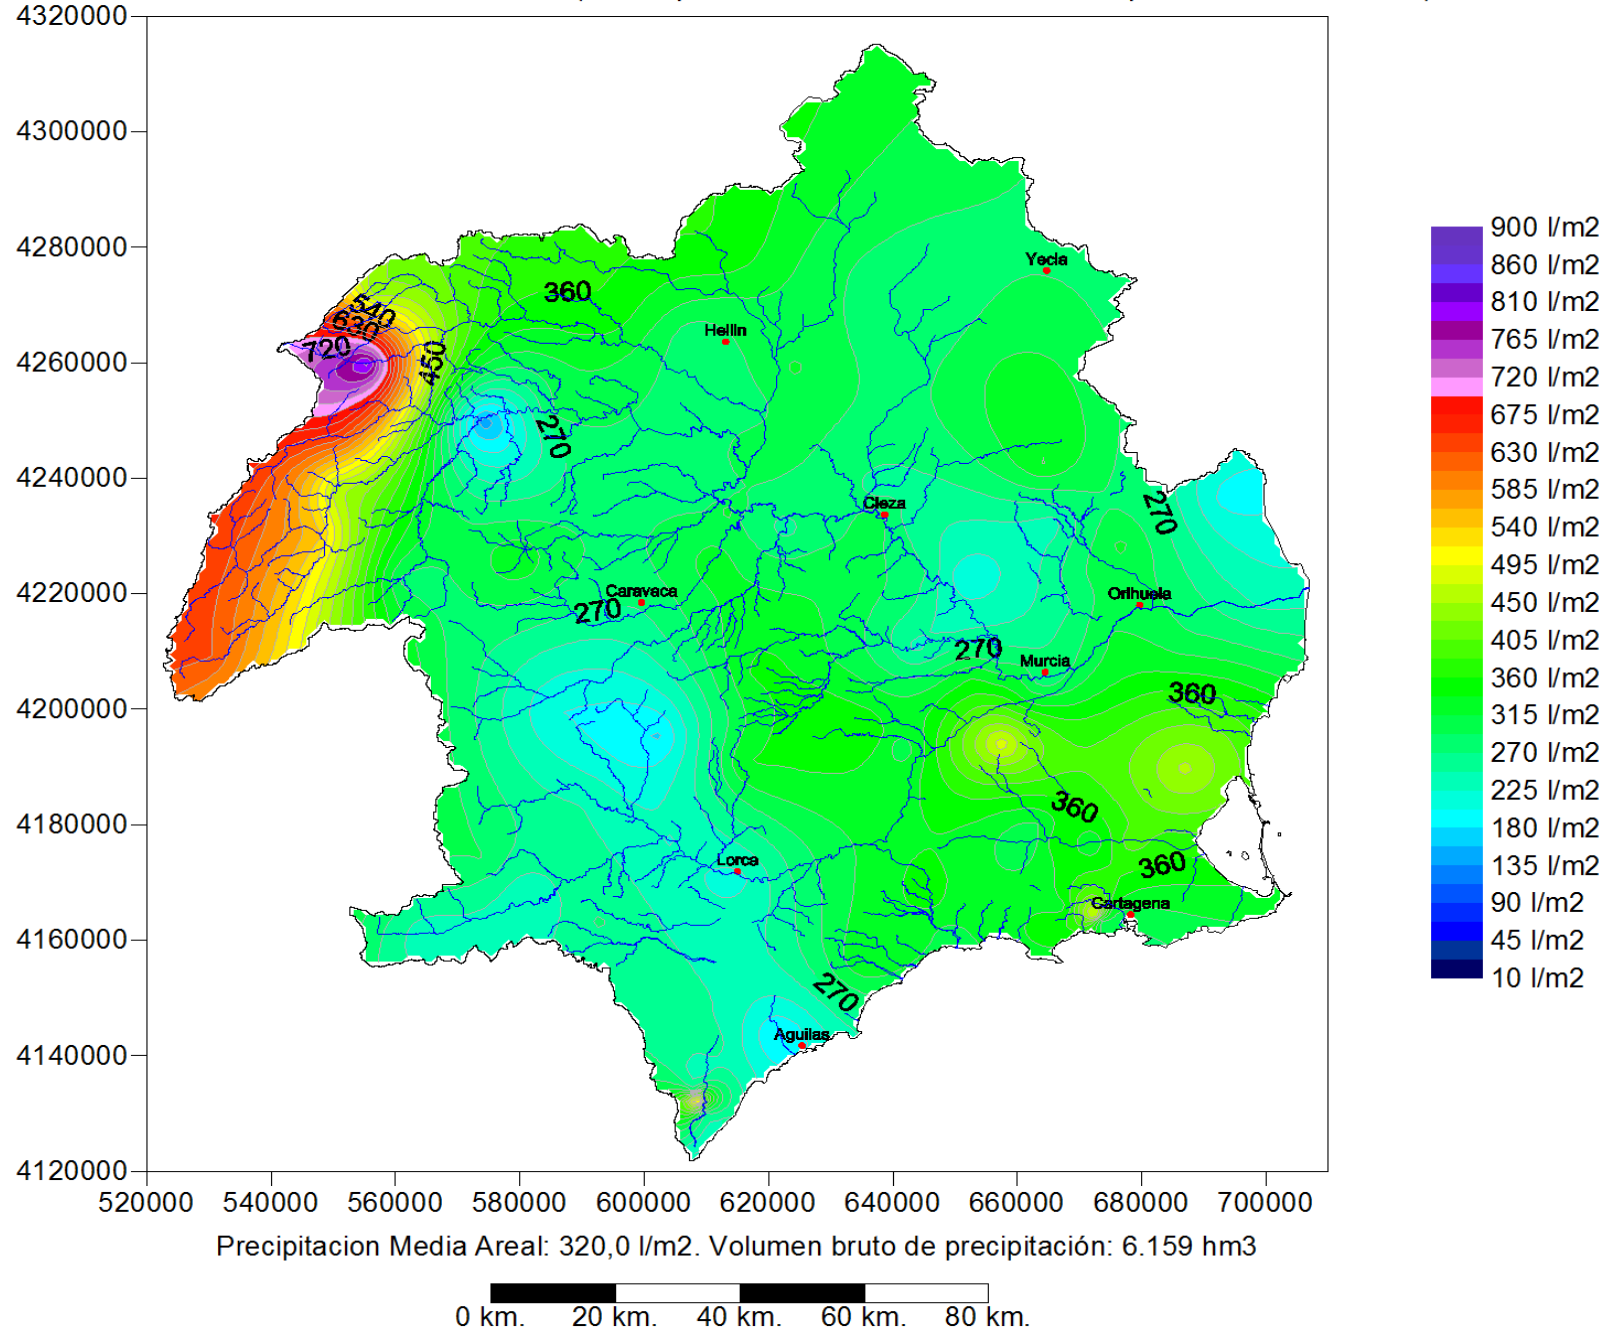 4320000
4300000
4280000
4260000
4240000
4220000
4200000
4180000
4160000
4140000
4120000
520000 540000 560000 580000 600000 620000 640000 660000 680000 700000
Yecla
360
540
630
720
450
Hellin
270
Cieza
270
Caravaca
270
Orihuela
270
Murcia
360
360
Lorca
360
Cartagena
270
Aguilas
900 l/m2
860 l/m2
810 l/m2
765 l/m2
720 l/m2
675 l/m2
630 l/m2
585 l/m2
540 l/m2
495 l/m2
450 l/m2
405 l/m2
360 l/m2
315 l/m2
270 l/m2
225 l/m2
180 l/m2
135 l/m2
90 l/m2
45 l/m2
10 l/m2
Precipitacion Media Areal: 320,0 l/m2. Volumen bruto de precipitación: 6.159 hm3
0 km. 20 km. 40 km. 60 km. 80 km.